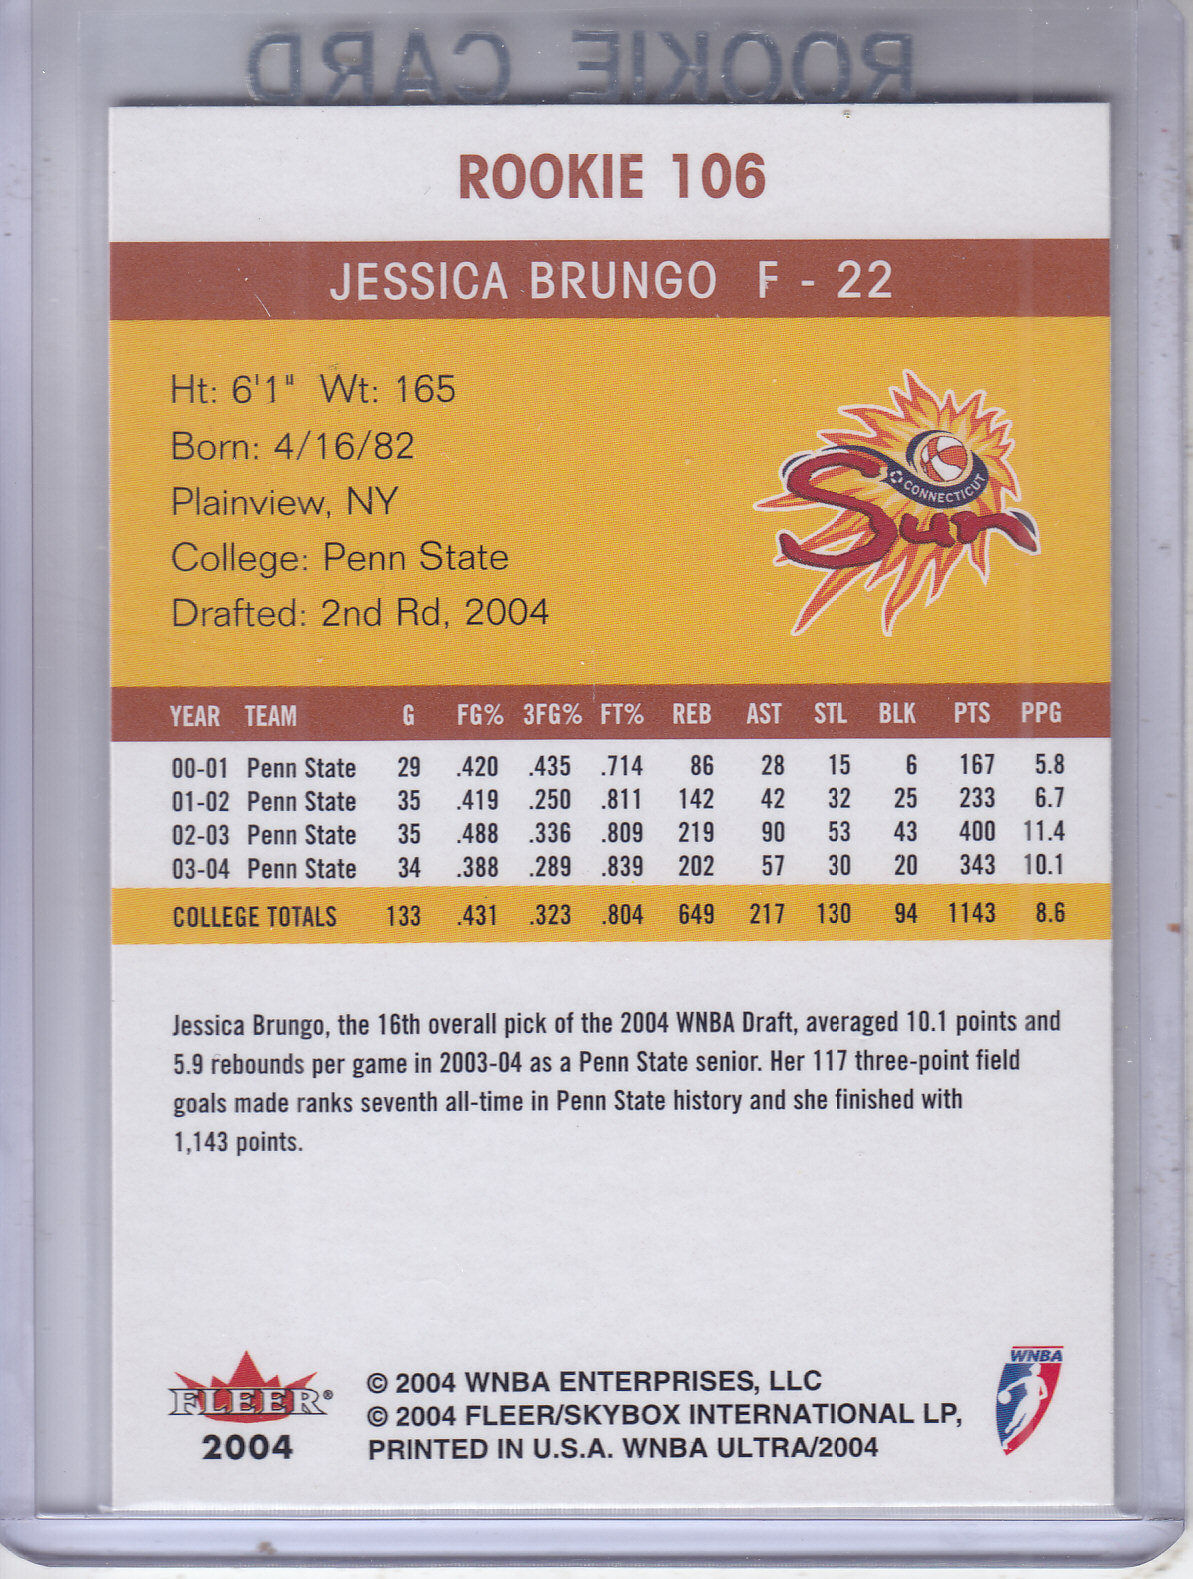 ROOKIE CARD
ROOKIE 106
JESSICA BRUNGO F - 22
Ht: 6'1" Wt: 165
Born: 4/16/82
Plainview, NY
College: Penn State
Drafted: 2nd Rd, 2004
CONNECTICUT
Sun
YEAR TEAM G FG% 3FG% FT% REB AST STL BLK PTS PPG
00-01 Penn State 29 .420 .435 .714 86 28 15 6 167 5.8
01-02 Penn State 35 .419 .250 .811 142 42 32 25 233 6.7
02-03 Penn State 35 .488 .336 .809 219 90 53 43 400 11.4
03-04 Penn State 34 .388 .289 .839 202 57 30 20 343 10.1
COLLEGE TOTALS 133 .431 .323 .804 649 217 130 94 1143 8.6
Jessica Brungo, the 16th overall pick of the 2004 WNBA Draft, averaged 10.1 points and
5.9 rebounds per game in 2003-04 as a Penn State senior. Her 117 three-point field
goals made ranks seventh all-time in Penn State history and she finished with
1,143 points.
FLEER®
2004
© 2004 WNBA ENTERPRISES, LLC
© 2004 FLEER/SKYBOX INTERNATIONAL LP,
PRINTED IN U.S.A. WNBA ULTRA/2004
WNBA